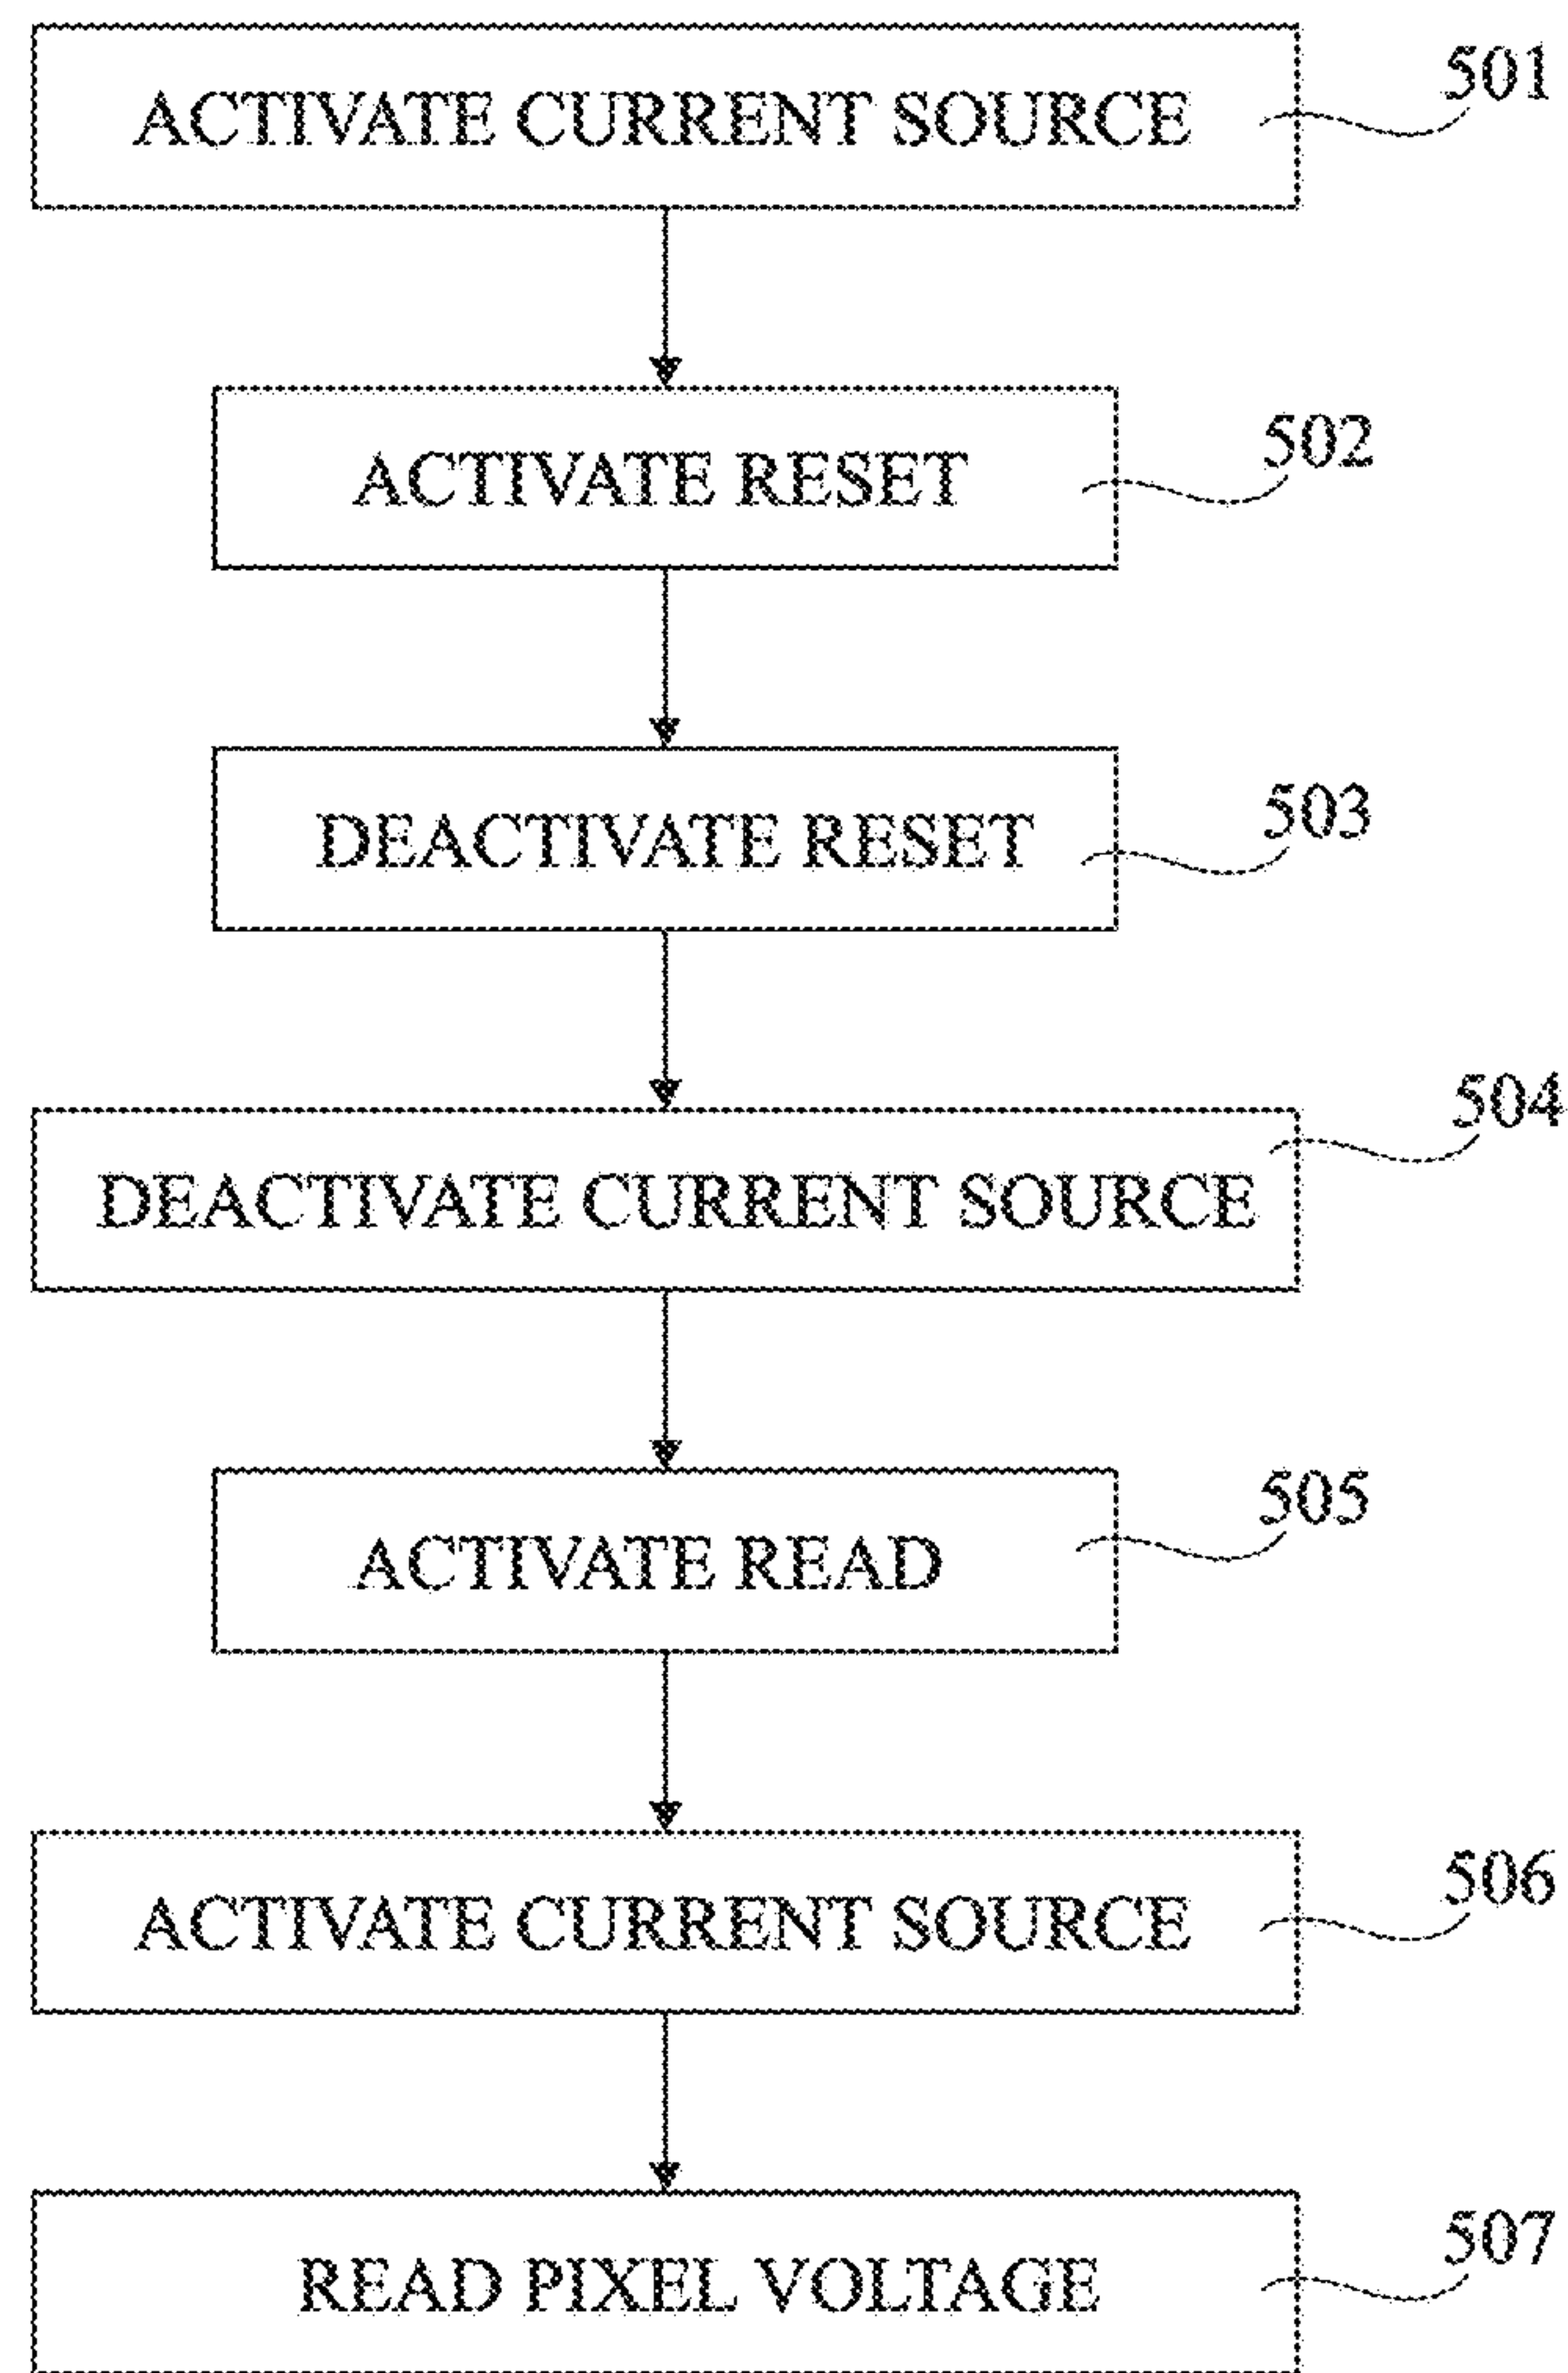 ACTIVATE CURRENT SOURCE 501
ACTIVATE RESET 502
DEACTIVATE RESET 503
DEACTIVATE CURRENT SOURCE 504
ACTIVATE READ 505
ACTIVATE CURRENT SOURCE 506
READ PIXEL VOLTAGE 507